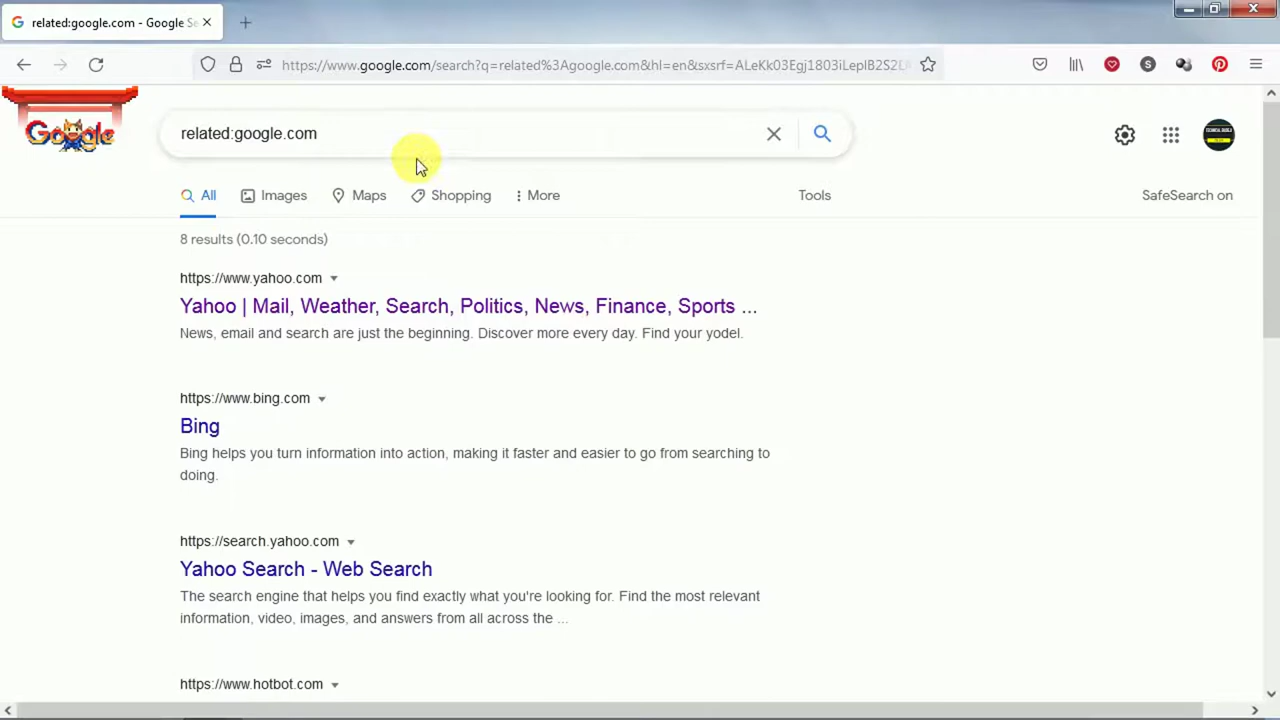 related:google.com - Google Se
https://www.google.com/search?q=related%3Agoogle.com&hl=en&sxsrf=ALeKk03Egj1803iLeplB2S2L
Google
related:google.com
All
Images
Maps
Shopping
More
Tools
SafeSearch on
8 results (0.10 seconds)
https://www.yahoo.com
Yahoo | Mail, Weather, Search, Politics, News, Finance, Sports ...
News, email and search are just the beginning. Discover more every day. Find your yodel.
https://www.bing.com
Bing
Bing helps you turn information into action, making it faster and easier to go from searching to
doing.
https://search.yahoo.com
Yahoo Search - Web Search
The search engine that helps you find exactly what you're looking for. Find the most relevant
information, video, images, and answers from all across the ...
https://www.hotbot.com